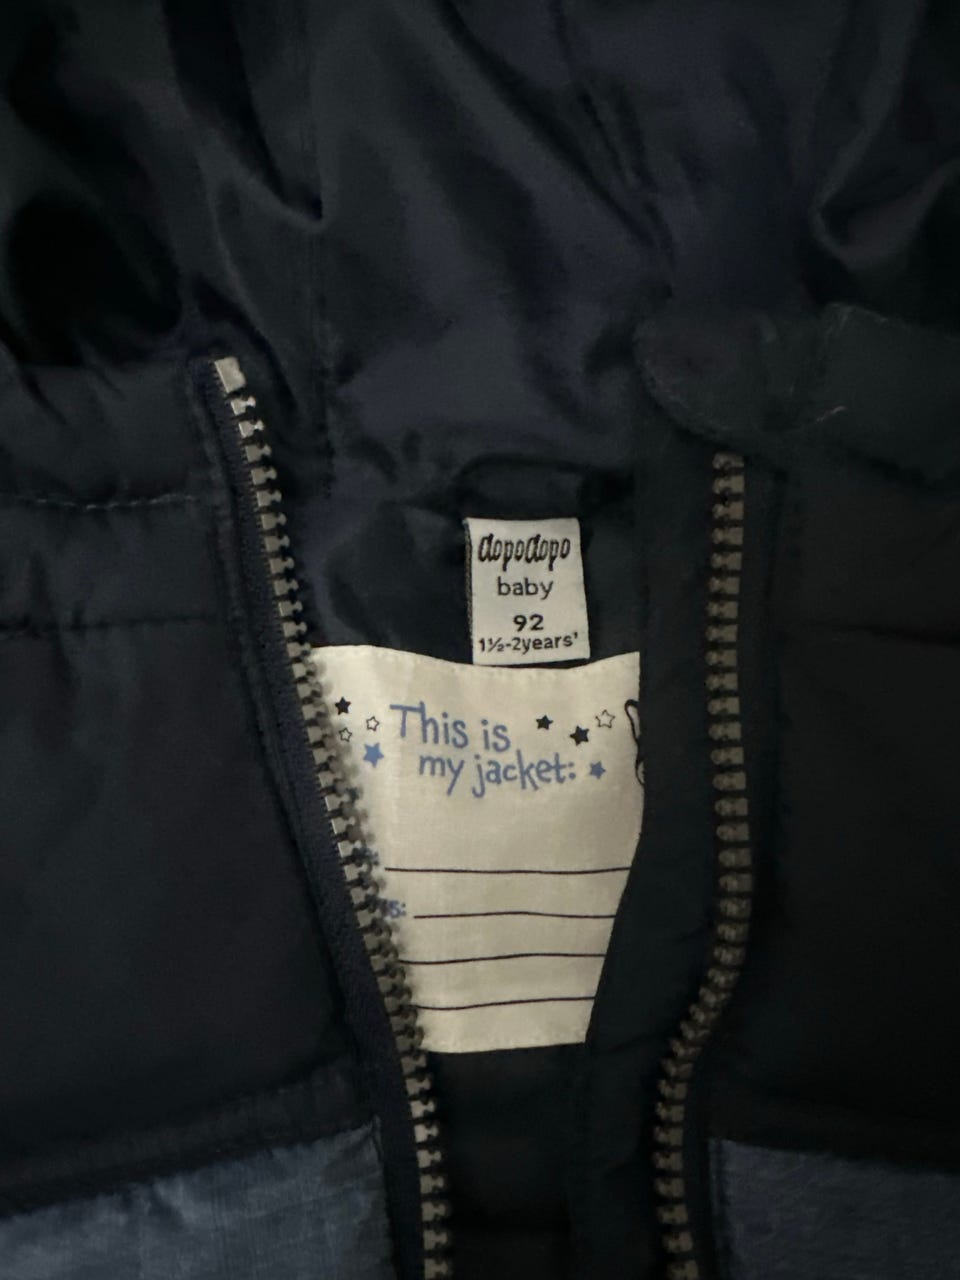 dopodopo
baby
92
1½-2years'
This is
my jacket: